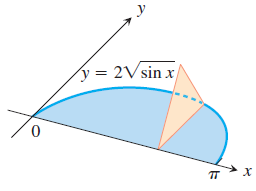 y
y = 2√sin x
0
π
x